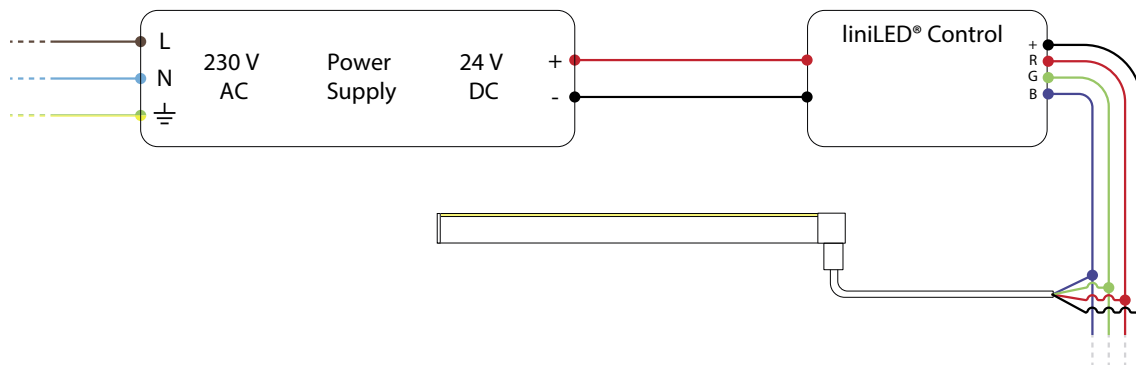 L
N
230 V
AC
Power
Supply
24 V
DC
+
-
liniLED® Control
+
R
G
B